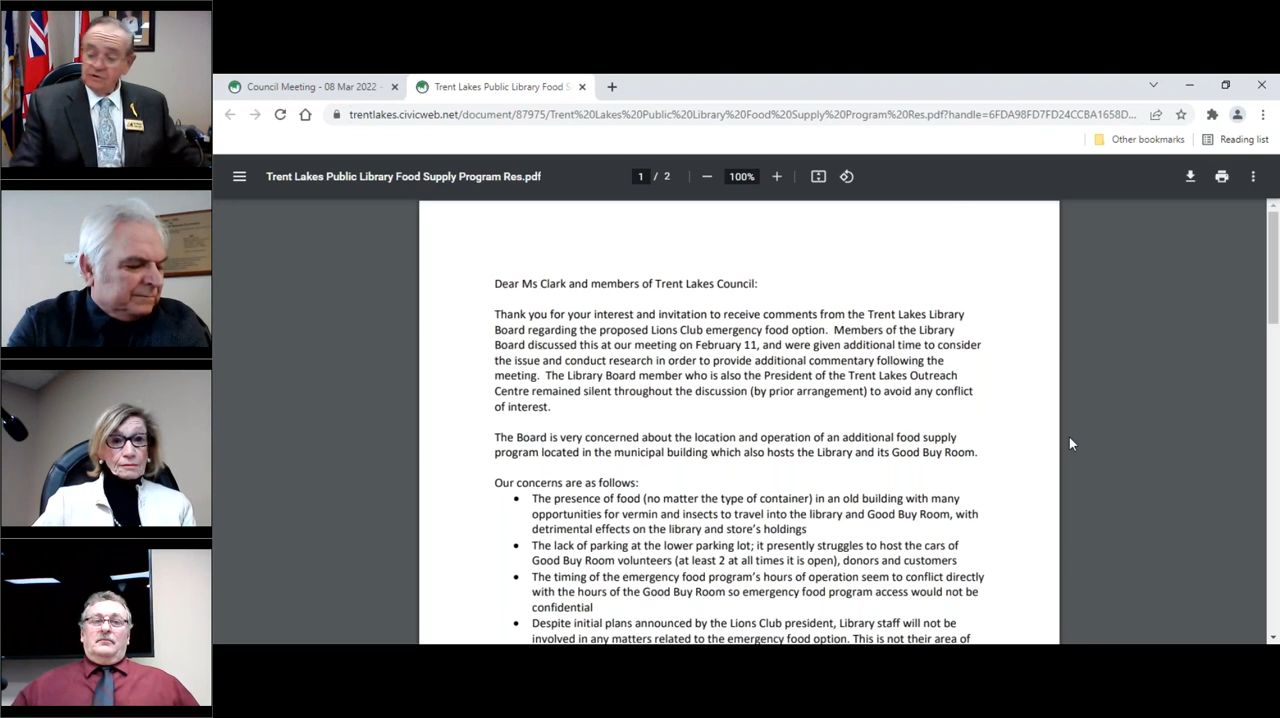 Council Meeting - 08 Mar 2022 -
Trent Lakes Public Library Food S
trentlakes.civicweb.net/document/87975/Trent%20Lakes%20Public%20Library%20Food%20Supply%20Program%20Res.pdf?handle=6FDA98FD7FD24CCBA1658D...
Other bookmarks
Reading list
Trent Lakes Public Library Food Supply Program Res.pdf
1 / 2
100%
Dear Ms Clark and members of Trent Lakes Council:
Thank you for your interest and invitation to receive comments from the Trent Lakes Library
Board regarding the proposed Lions Club emergency food option. Members of the Library
Board discussed this at our meeting on February 11, and were given additional time to consider
the issue and conduct research in order to provide additional commentary following the
meeting. The Library Board member who is also the President of the Trent Lakes Outreach
Centre remained silent throughout the discussion (by prior arrangement) to avoid any conflict
of interest.
The Board is very concerned about the location and operation of an additional food supply
program located in the municipal building which also hosts the Library and its Good Buy Room.
Our concerns are as follows:
• The presence of food (no matter the type of container) in an old building with many
opportunities for vermin and insects to travel into the library and Good Buy Room, with
detrimental effects on the library and store's holdings
• The lack of parking at the lower parking lot; it presently struggles to host the cars of
Good Buy Room volunteers (at least 2 at all times it is open), donors and customers
• The timing of the emergency food program's hours of operation seem to conflict directly
with the hours of the Good Buy Room so emergency food program access would not be
confidential
• Despite initial plans announced by the Lions Club president, Library staff will not be
involved in any matters related to the emergency food option. This is not their area of